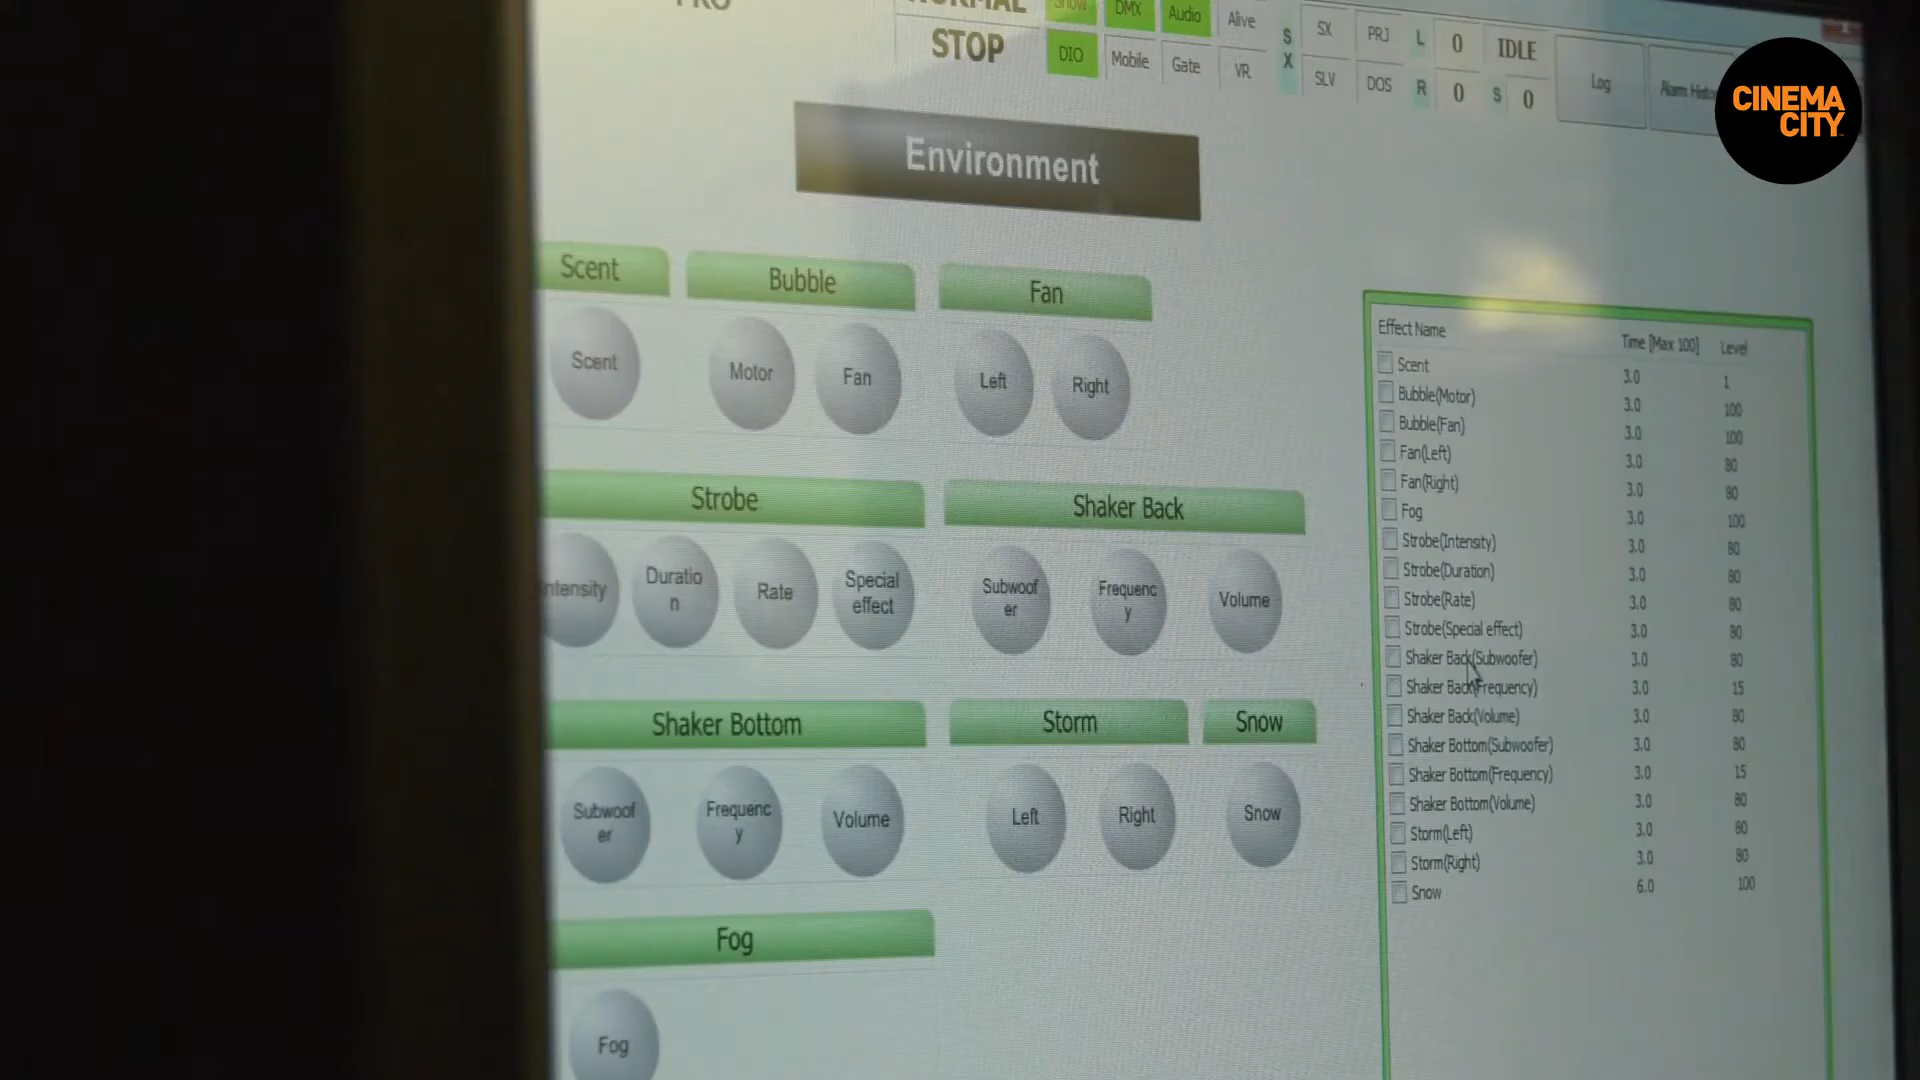 PRO
NORMAL
STOP
Show
DMX
Audio
Alive
DIO
Mobile
Gate
VR
S
X
SX
PRJ
SLV
DOS
L
0
IDLE
R
0
S
0
Log
Alarm
CINEMA
CITY
Environment
Scent
Bubble
Fan
Scent
Motor
Fan
Left
Right
Strobe
Shaker Back
Intensity
Duratio
n
Rate
Special
effect
Subwoof
er
Frequenc
y
Volume
Shaker Bottom
Storm
Snow
Subwoof
er
Frequenc
y
Volume
Left
Right
Snow
Fog
Fog
Effect Name Time [Max 100] Level
Scent 3.0 1
Bubble(Motor) 3.0 100
Bubble(Fan) 3.0 100
Fan(Left) 3.0 80
Fan(Right) 3.0 80
Fog 3.0 100
Strobe(Intensity) 3.0 80
Strobe(Duration) 3.0 80
Strobe(Rate) 3.0 80
Strobe(Special effect) 3.0 80
Shaker Back(Subwoofer) 3.0 80
Shaker Back(Frequency) 3.0 15
Shaker Back(Volume) 3.0 80
Shaker Bottom(Subwoofer) 3.0 80
Shaker Bottom(Frequency) 3.0 15
Shaker Bottom(Volume) 3.0 80
Storm(Left) 3.0 80
Storm(Right) 3.0 80
Snow 6.0 100